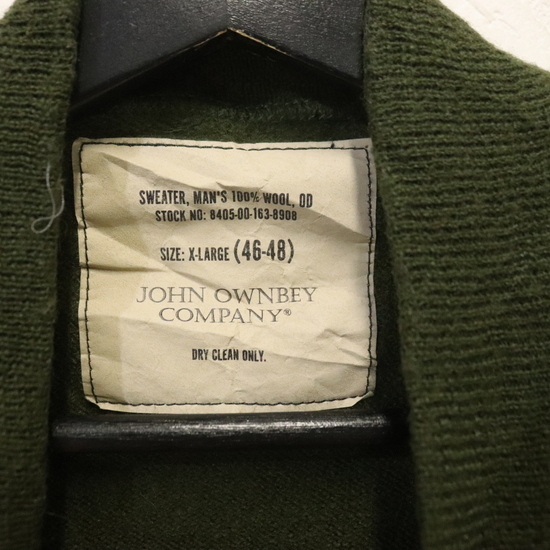 SWEATER, MAN'S 100% WOOL, OD
STOCK NO: 8405-00-163-8908
SIZE: X-LARGE (46-48)
JOHN OWNBEY
COMPANY®
DRY CLEAN ONLY.